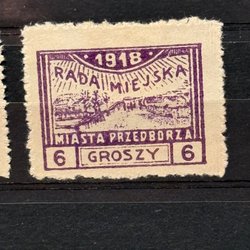 1918
RADA MIEJSKA
MIASTA PRZEDBORZA
6 GROSZY 6